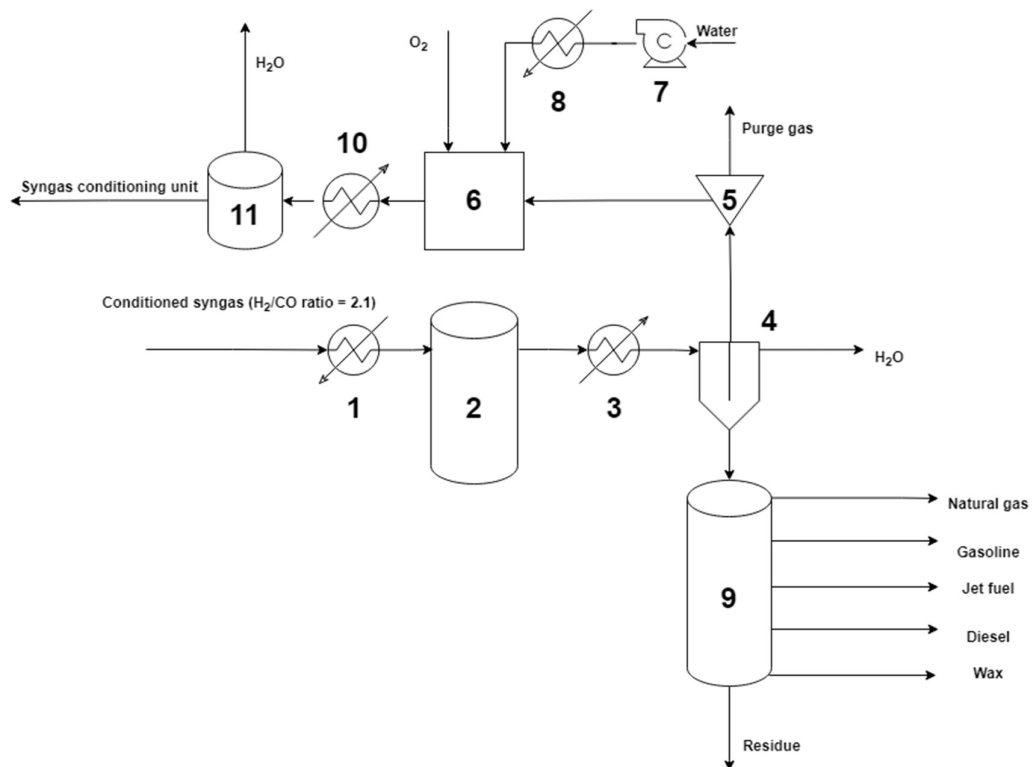 O2
Water
C
H2O
8
7
10
Purge gas
Syngas conditioning unit
11
6
5
Conditioned syngas (H2/CO ratio = 2.1)
4
H2O
1
2
3
Natural gas
Gasoline
9
Jet fuel
Diesel
Wax
Residue